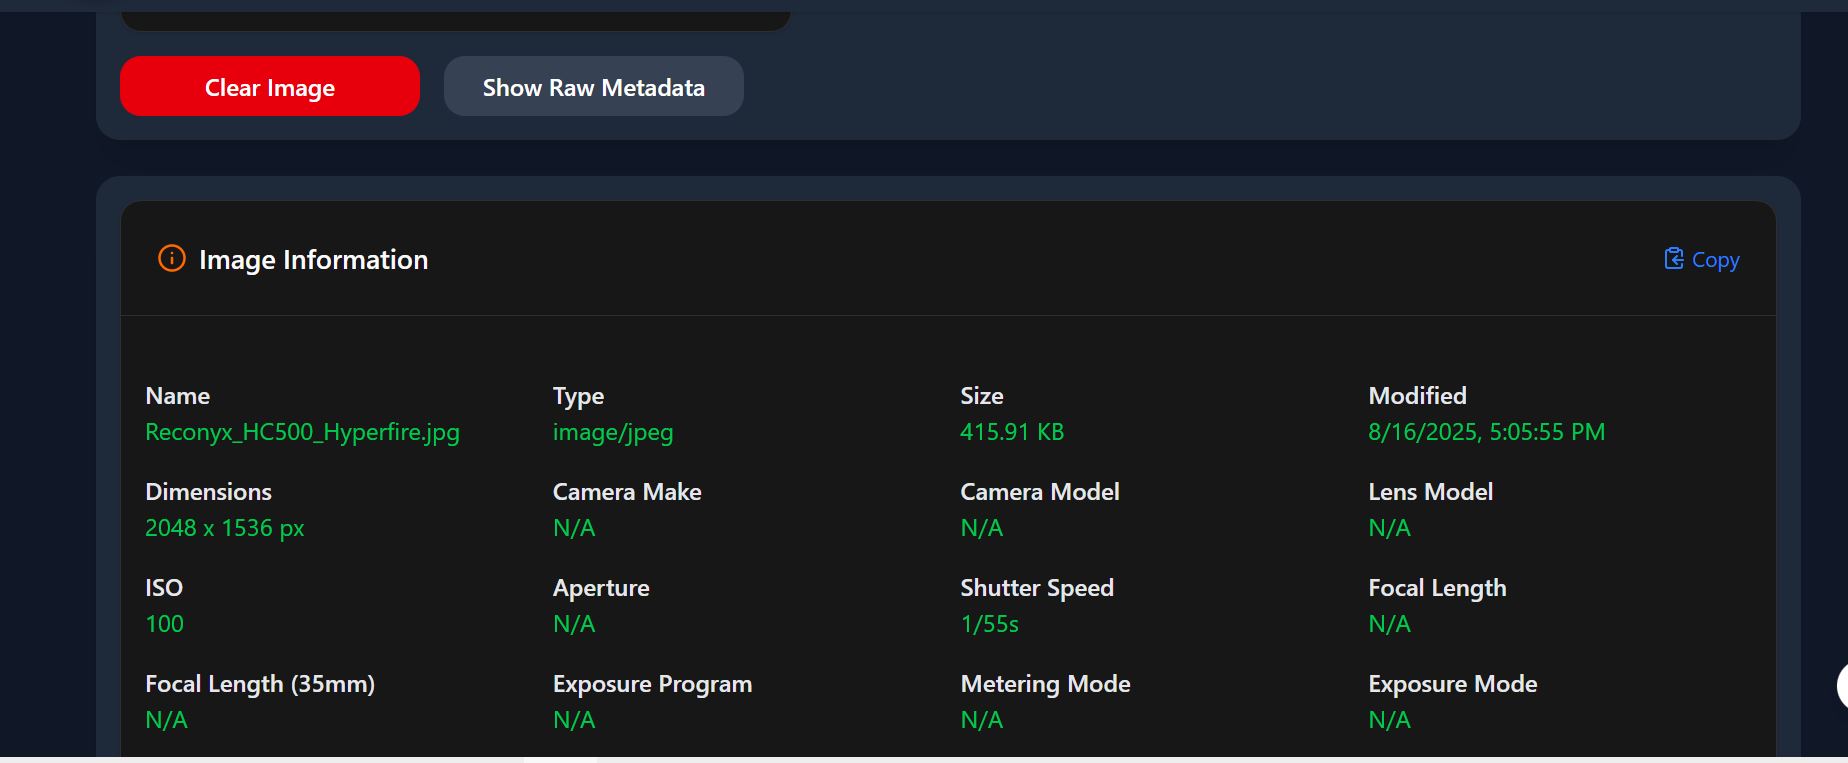 Clear Image
Show Raw Metadata
Image Information
Copy
Name
Type
Size
Modified
Reconyx_HC500_Hyperfire.jpg
image/jpeg
415.91 KB
8/16/2025, 5:05:55 PM
Dimensions
Camera Make
Camera Model
Lens Model
2048 x 1536 px
N/A
N/A
N/A
ISO
Aperture
Shutter Speed
Focal Length
100
N/A
1/55s
N/A
Focal Length (35mm)
Exposure Program
Metering Mode
Exposure Mode
N/A
N/A
N/A
N/A